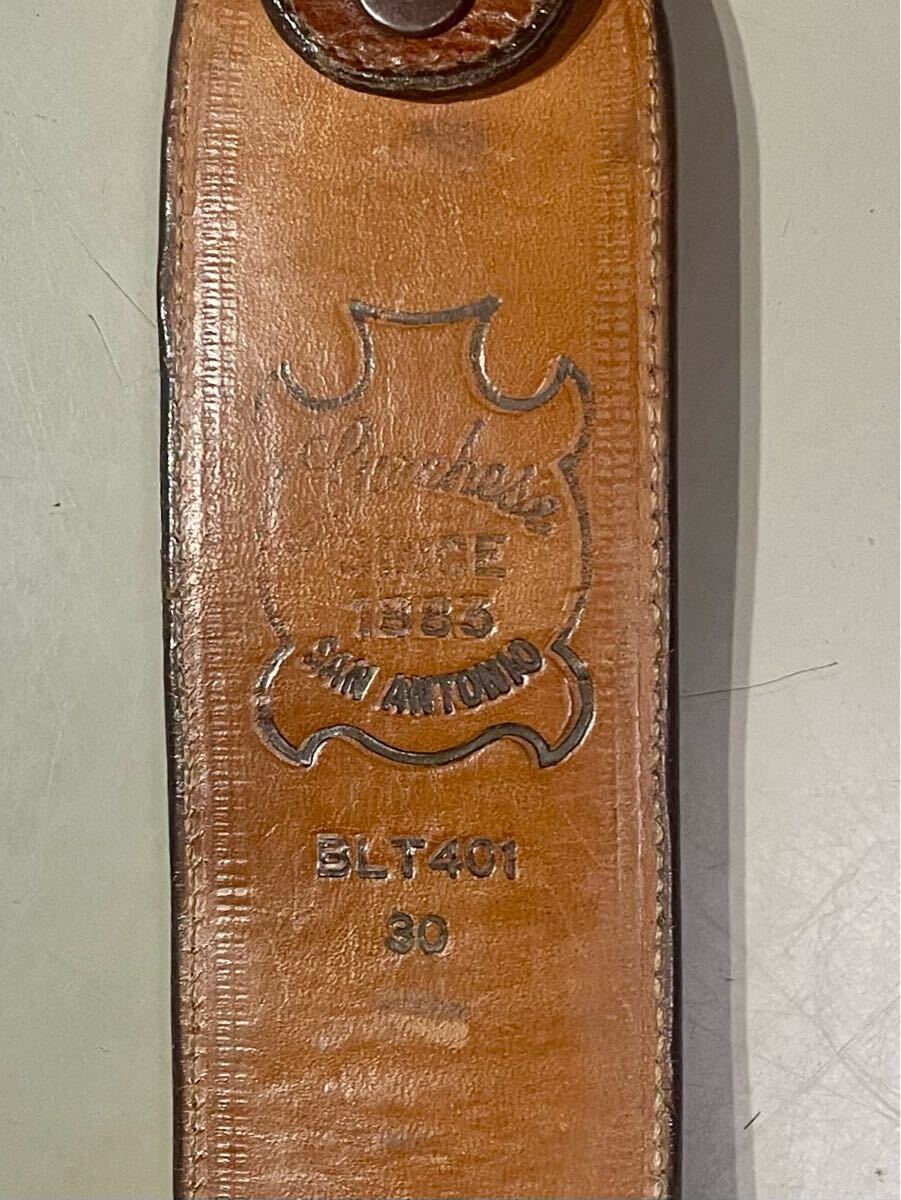 Lucchese
SINCE
1883
SAN ANTONIO
BLT401
30